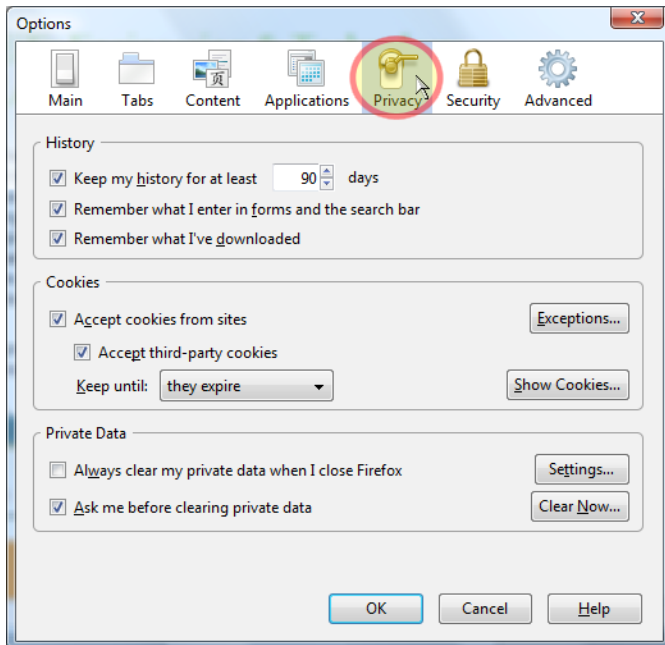 Options
Main Tabs Content Applications Privacy Security Advanced
History
Keep my history for at least 90 days
Remember what I enter in forms and the search bar
Remember what I've downloaded
Cookies
Accept cookies from sites Exceptions...
Accept third-party cookies
Keep until: they expire Show Cookies...
Private Data
Always clear my private data when I close Firefox Settings...
Ask me before clearing private data Clear Now...
OK Cancel Help